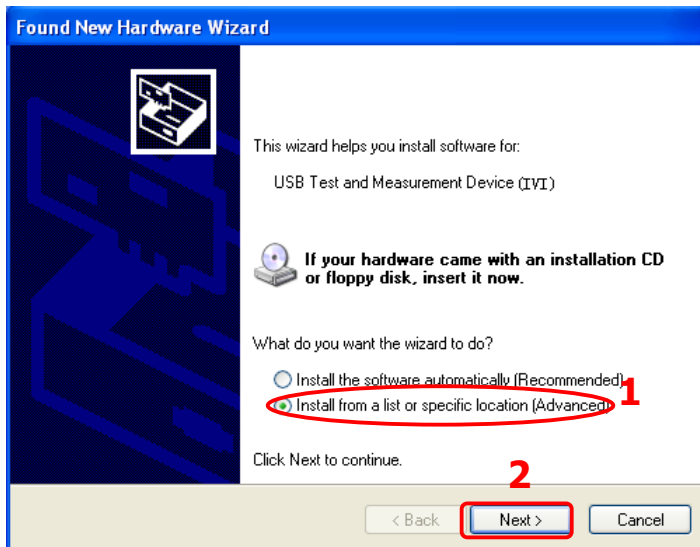 Found New Hardware Wizard
This wizard helps you install software for:
USB Test and Measurement Device (IVI)
If your hardware came with an installation CD
or floppy disk, insert it now.
What do you want the wizard to do?
Install the software automatically (Recommended)
Install from a list or specific location (Advanced)
1
Click Next to continue.
2
< Back
Next >
Cancel